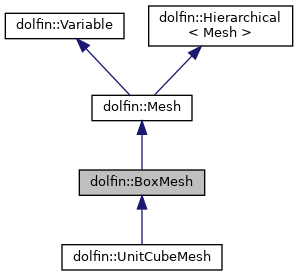 dolfin::Variable
dolfin::Hierarchical
< Mesh >
dolfin::Mesh
dolfin::BoxMesh
dolfin::UnitCubeMesh